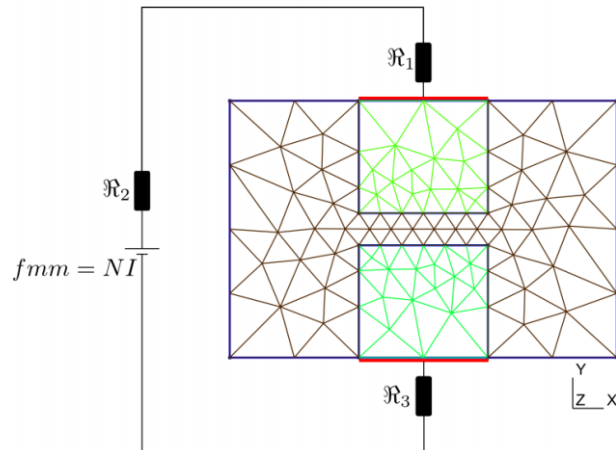 ℜ₁
ℜ₂
fmm = NI
ℜ₃
Y
Z X